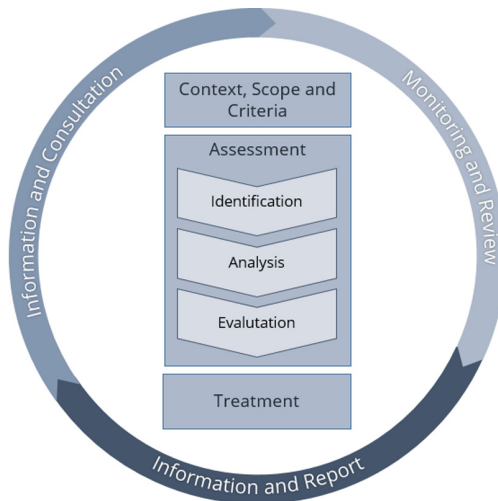 Information and Consultation
Monitoring and Review
Context, Scope and
Criteria
Assessment
Identification
Analysis
Evalutation
Treatment
Information and Report